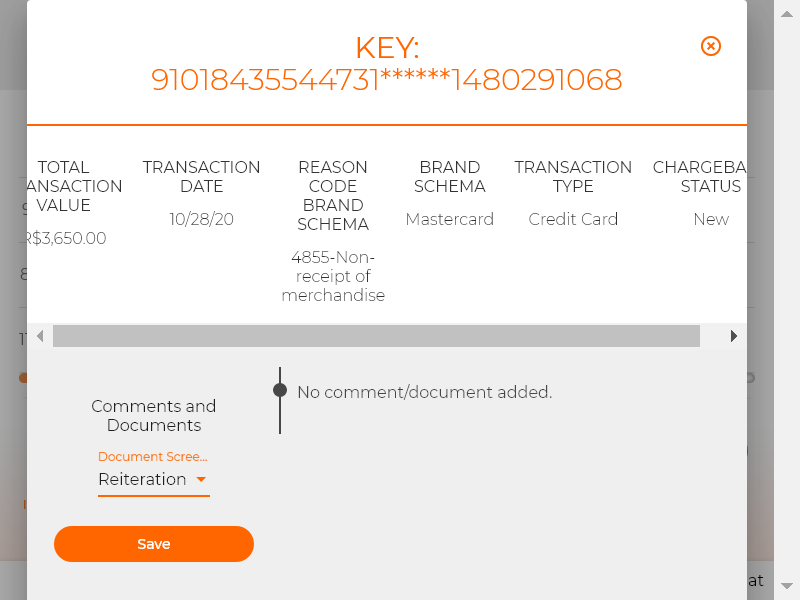 KEY:
91018435544731******1480291068
TOTAL
ANSACTION
VALUE
R$3,650.00
TRANSACTION
DATE
10/28/20
REASON
CODE
BRAND
SCHEMA
4855-Non-
receipt of
merchandise
BRAND
SCHEMA
Mastercard
TRANSACTION
TYPE
Credit Card
CHARGEBA
STATUS
New
Comments and
Documents
Document Scree...
Reiteration
Save
No comment/document added.
at